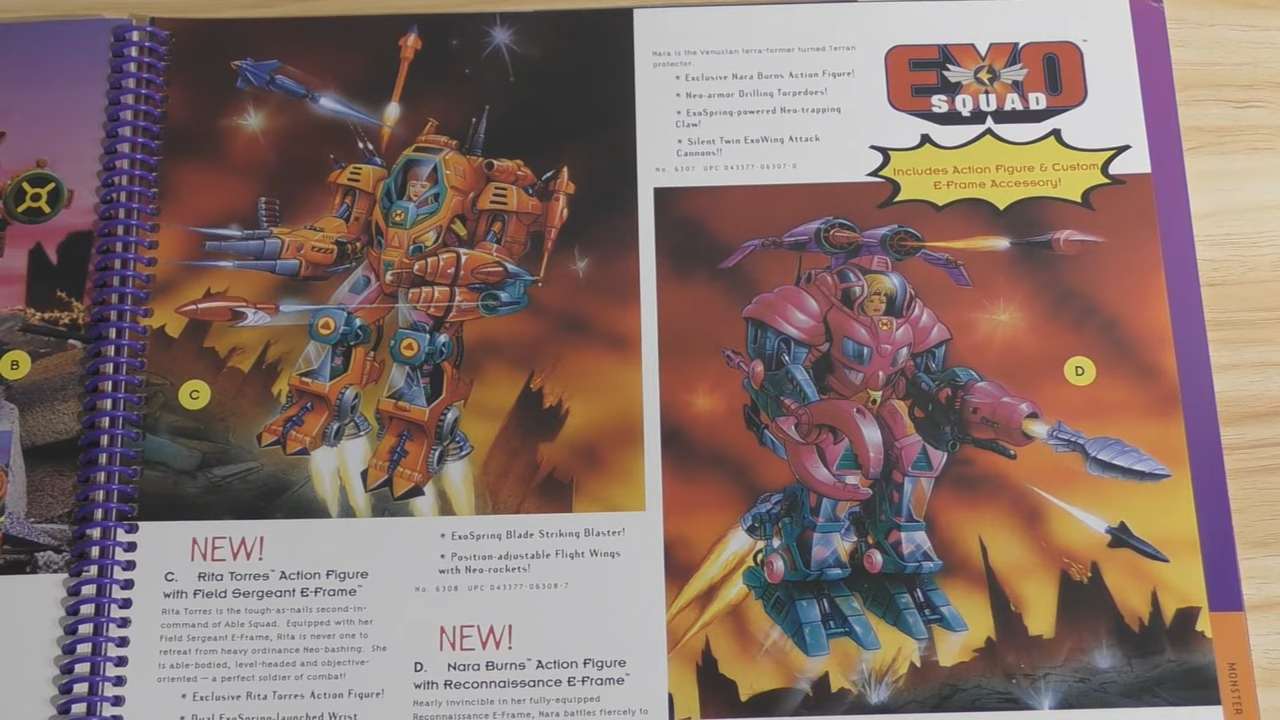 B
C
NEW!
C. Rita Torres™ Action Figure
with Field Sergeant E-Frame™
Rita Torres is the tough-as-nails second-in-
command of Able Squad. Equipped with her
Field Sergeant E-Frame, Rita is never one to
retreat from heavy ordinance Neo-bashing. She
is able-bodied, level-headed and objective-
oriented — a perfect soldier of combat!
* Exclusive Rita Torres Action Figure!
* Dual ExoSpring-launched Wrist
* ExoSpring Blade Striking Blaster!
* Position-adjustable Flight Wings
with Neo-rockets!
No. 6308 UPC 043377-06308-7
NEW!
D. Nara Burns™ Action Figure
with Reconnaissance E-Frame™
Nearly invincible in her fully-equipped
Reconnaissance E-Frame, Nara battles fiercely to
Nara is the Venusian terra-former turned Terran
protector.
* Exclusive Nara Burns Action Figure!
* Neo-armor Drilling Torpedoes!
* ExoSpring-powered Neo-trapping
Claw!
* Silent Twin ExoWing Attack
Cannons!!
No. 6307 UPC 043377-06307-0
EXO
SQUAD™
Includes Action Figure & Custom
E-Frame Accessory!
D
MONSTER